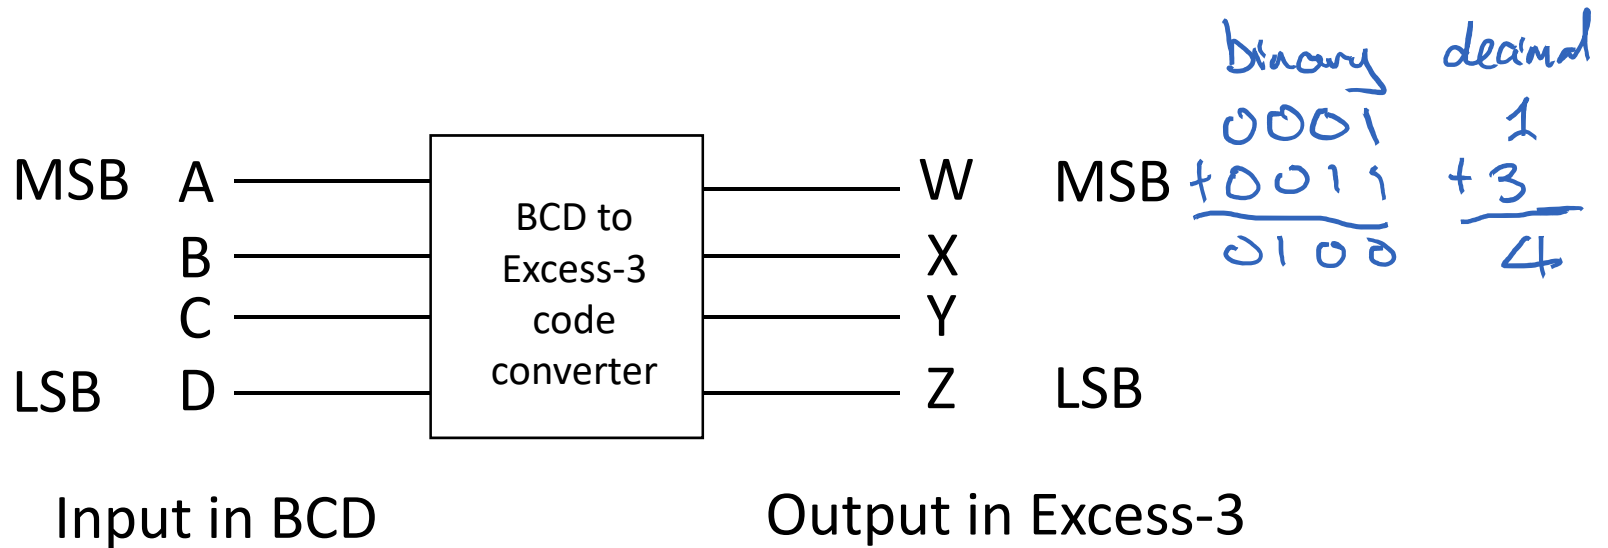 binary decimal
0001 1
MSB A W MSB +0011 +3
BCD to
B X 0100 4
Excess-3
C Y
code
converter
LSB D Z LSB
Input in BCD Output in Excess-3